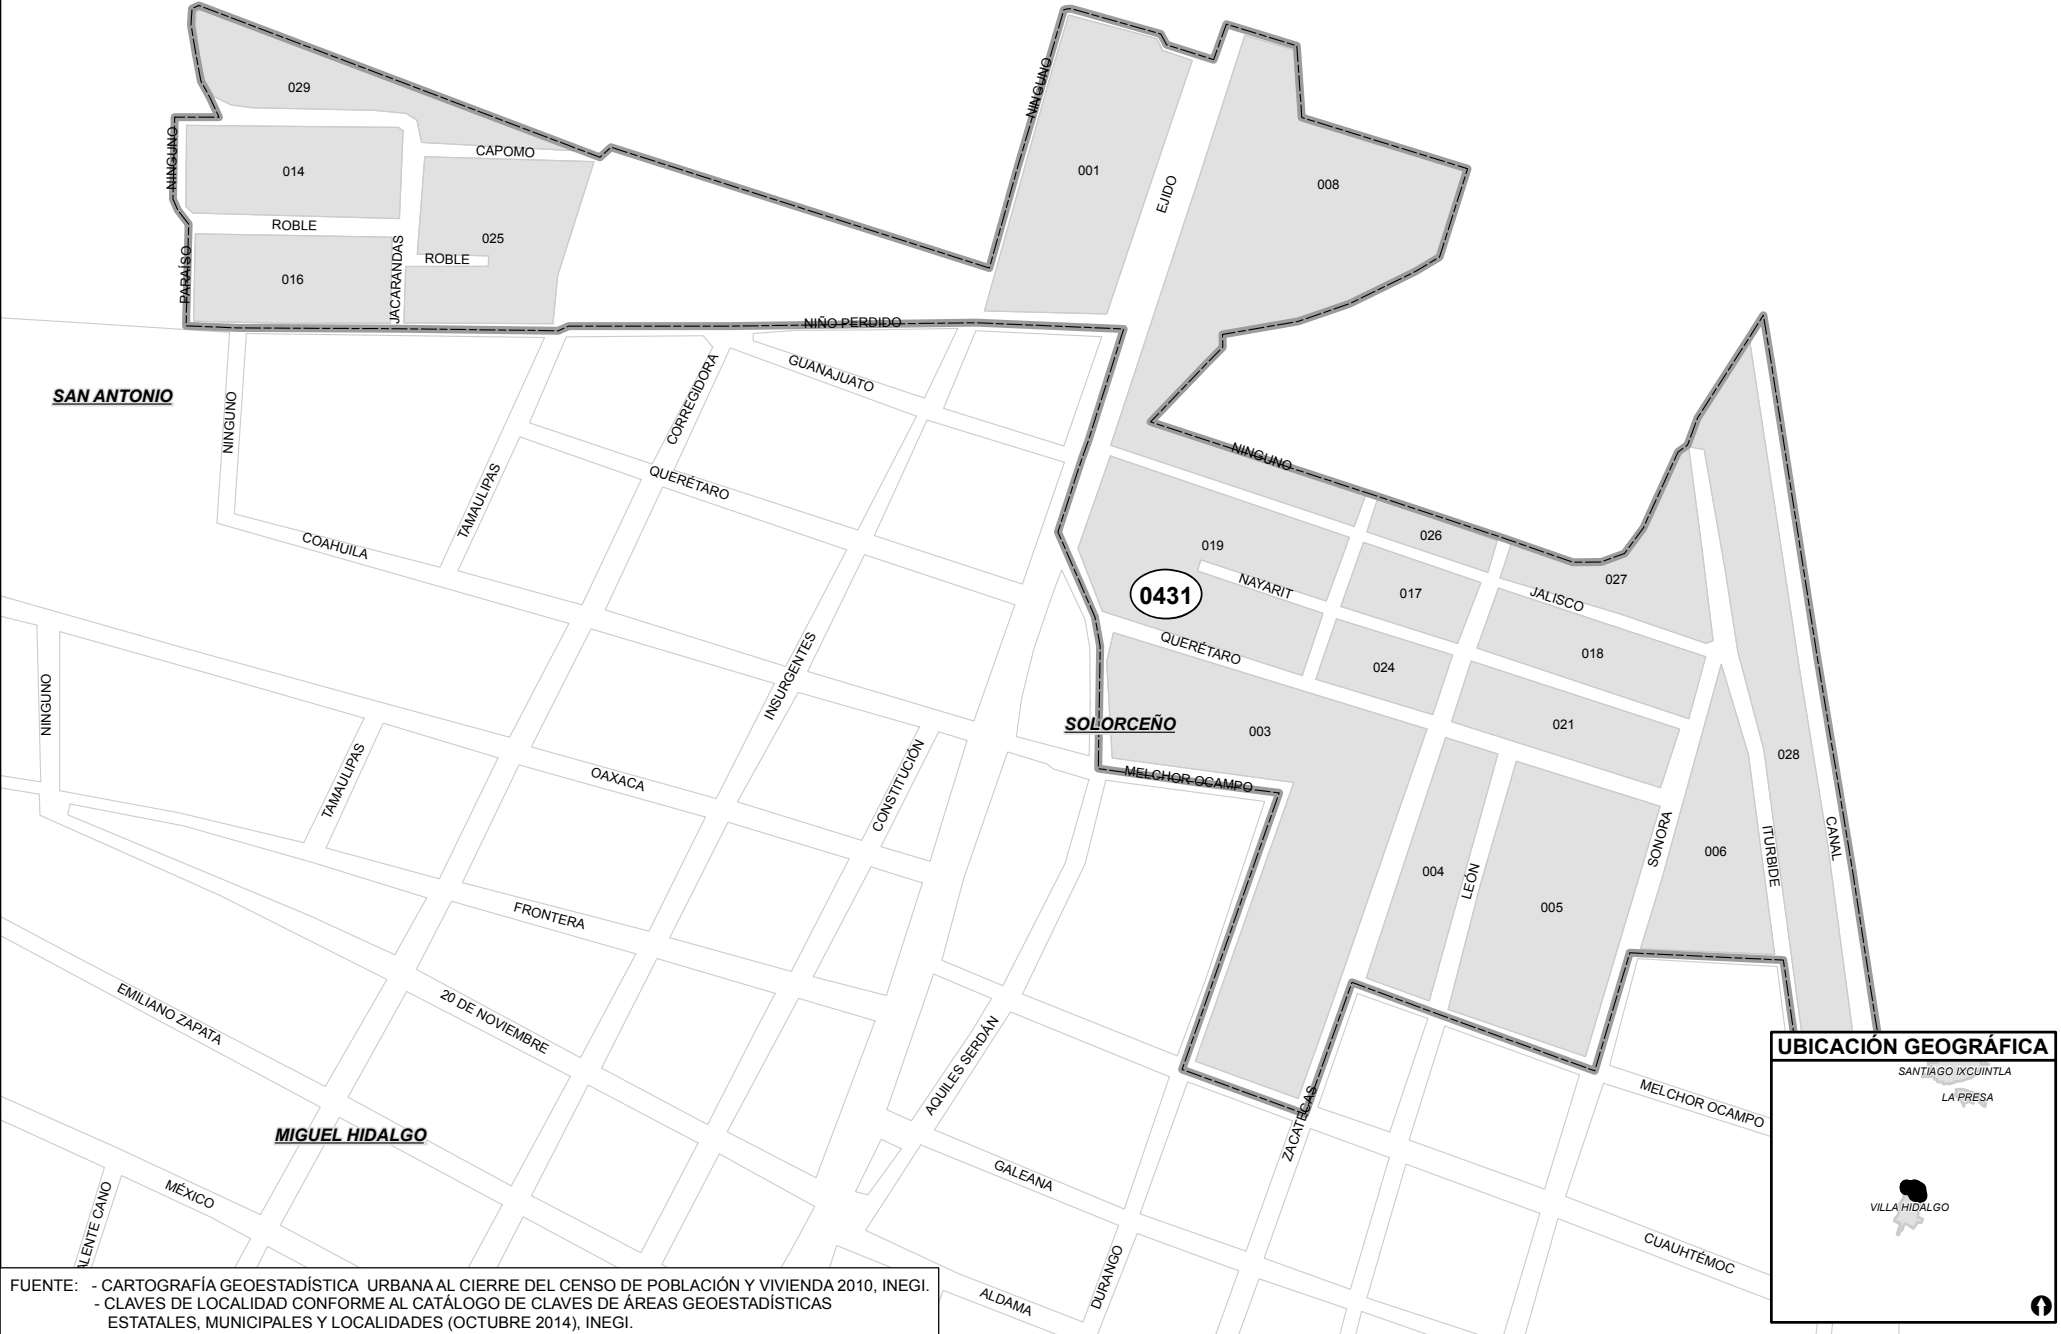 029
NINGUNO
NINGUNO
CAPOMO
014
001
008
EJIDO
ROBLE
025
ROBLE
PARAÍSO
016
JACARANDAS
NIÑO PERDIDO
GUANAJUATO
CORREGIDORA
SAN ANTONIO
NINGUNO
NINGUNO
QUERÉTARO
TAMAULIPAS
COAHUILA
026
019
027
NAYARIT
017
JALISCO
0431
QUERÉTARO
018
024
INSURGENTES
NINGUNO
SOLORCEÑO
003
021
028
TAMAULIPAS
OAXACA
CONSTITUCIÓN
MELCHOR OCAMPO
SONORA
CANAL
006
ITURBIDE
004
LEÓN
005
FRONTERA
EMILIANO ZAPATA
20 DE NOVIEMBRE
AQUILES SERDÁN
UBICACIÓN GEOGRÁFICA
SANTIAGO IXCUINTLA
LA PRESA
VILLA HIDALGO
MELCHOR OCAMPO
ZACATECAS
MIGUEL HIDALGO
GALEANA
MÉXICO
ALENTE CANO
CUAUHTÉMOC
DURANGO
ALDAMA
FUENTE: - CARTOGRAFÍA GEOESTADÍSTICA URBANA AL CIERRE DEL CENSO DE POBLACIÓN Y VIVIENDA 2010, INEGI.
- CLAVES DE LOCALIDAD CONFORME AL CATÁLOGO DE CLAVES DE ÁREAS GEOESTADÍSTICAS
ESTATALES, MUNICIPALES Y LOCALIDADES (OCTUBRE 2014), INEGI.